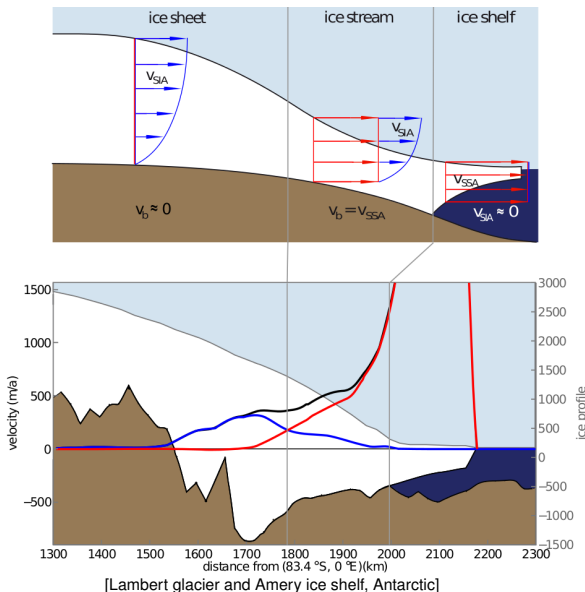 ice sheet ice stream ice shelf
vSIA
vSIA
vSSA
vb ≈ 0 vb = vSSA vSIA ≈ 0
1500 3000
2500
1000 2000
1500
500 1000
500
0 0
−500
−500 −1000
−1500
velocity (m/a)
ice profile
1300 1400 1500 1600 1700 1800 1900 2000 2100 2200 2300
distance from (83.4 °S, 0 °E)(km)
[Lambert glacier and Amery ice shelf, Antarctic]